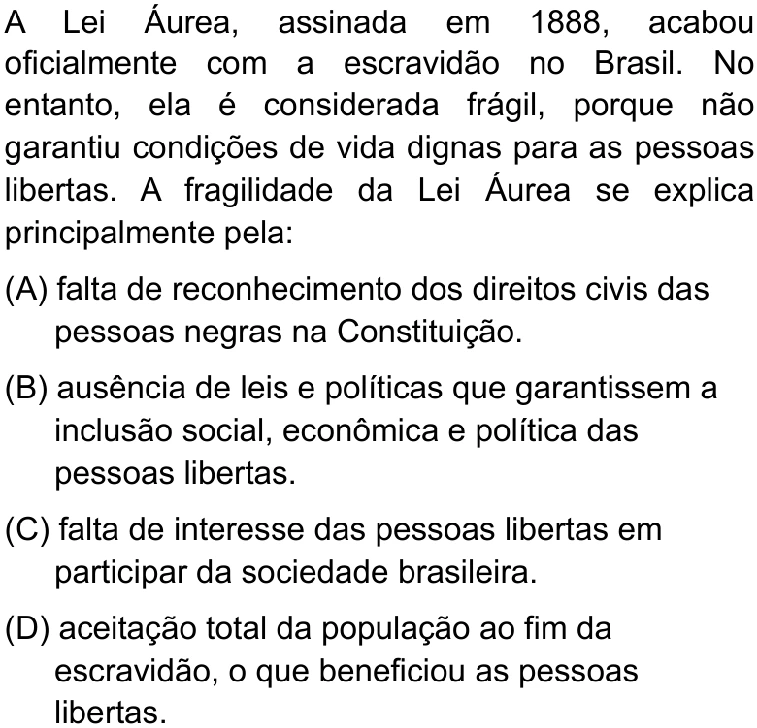 A Lei Áurea, assinada em 1888, acabou
oficialmente com a escravidão no Brasil. No
entanto, ela é considerada frágil, porque não
garantiu condições de vida dignas para as pessoas
libertas. A fragilidade da Lei Áurea se explica
principalmente pela:
(A) falta de reconhecimento dos direitos civis das
pessoas negras na Constituição.
(B) ausência de leis e políticas que garantissem a
inclusão social, econômica e política das
pessoas libertas.
(C) falta de interesse das pessoas libertas em
participar da sociedade brasileira.
(D) aceitação total da população ao fim da
escravidão, o que beneficiou as pessoas
libertas.